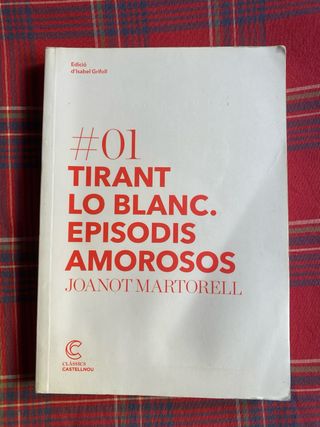 Edició
d'Isabel Grifoll
#01
TIRANT
LO BLANC.
EPISODIS
AMOROSOS
JOANOT MARTORELL
C
CLÀSSICS
CASTELLNOU